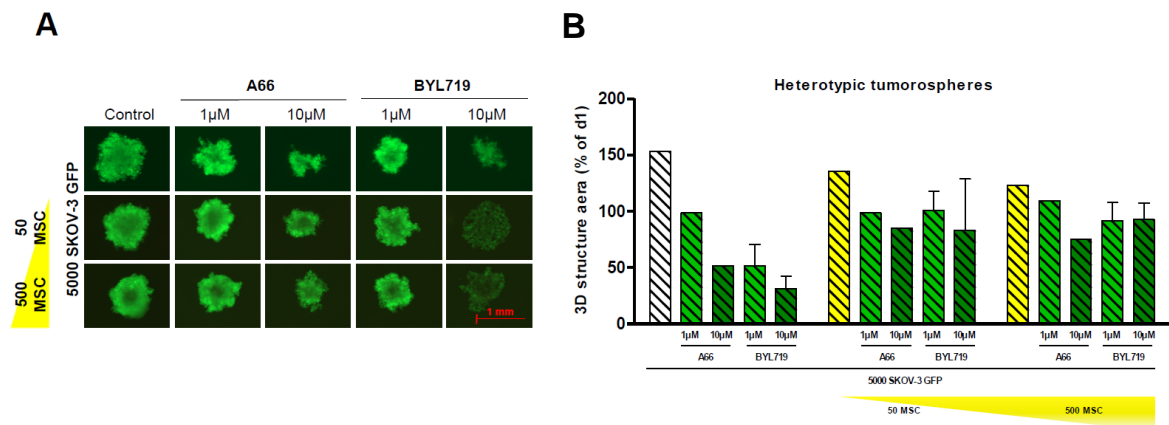 A
A66
BYL719
Control
1µM
10µM
1µM
10µM
5000 SKOV-3 GFP
50
MSC
500
MSC
1 mm
B
Heterotypic tumorospheres
3D structure aera (% of d1)
200
150
100
50
0
1µM
10µM
1µM
10µM
1µM
10µM
1µM
10µM
1µM
10µM
1µM
10µM
A66
BYL719
A66
BYL719
A66
BYL719
5000 SKOV-3 GFP
50 MSC
500 MSC